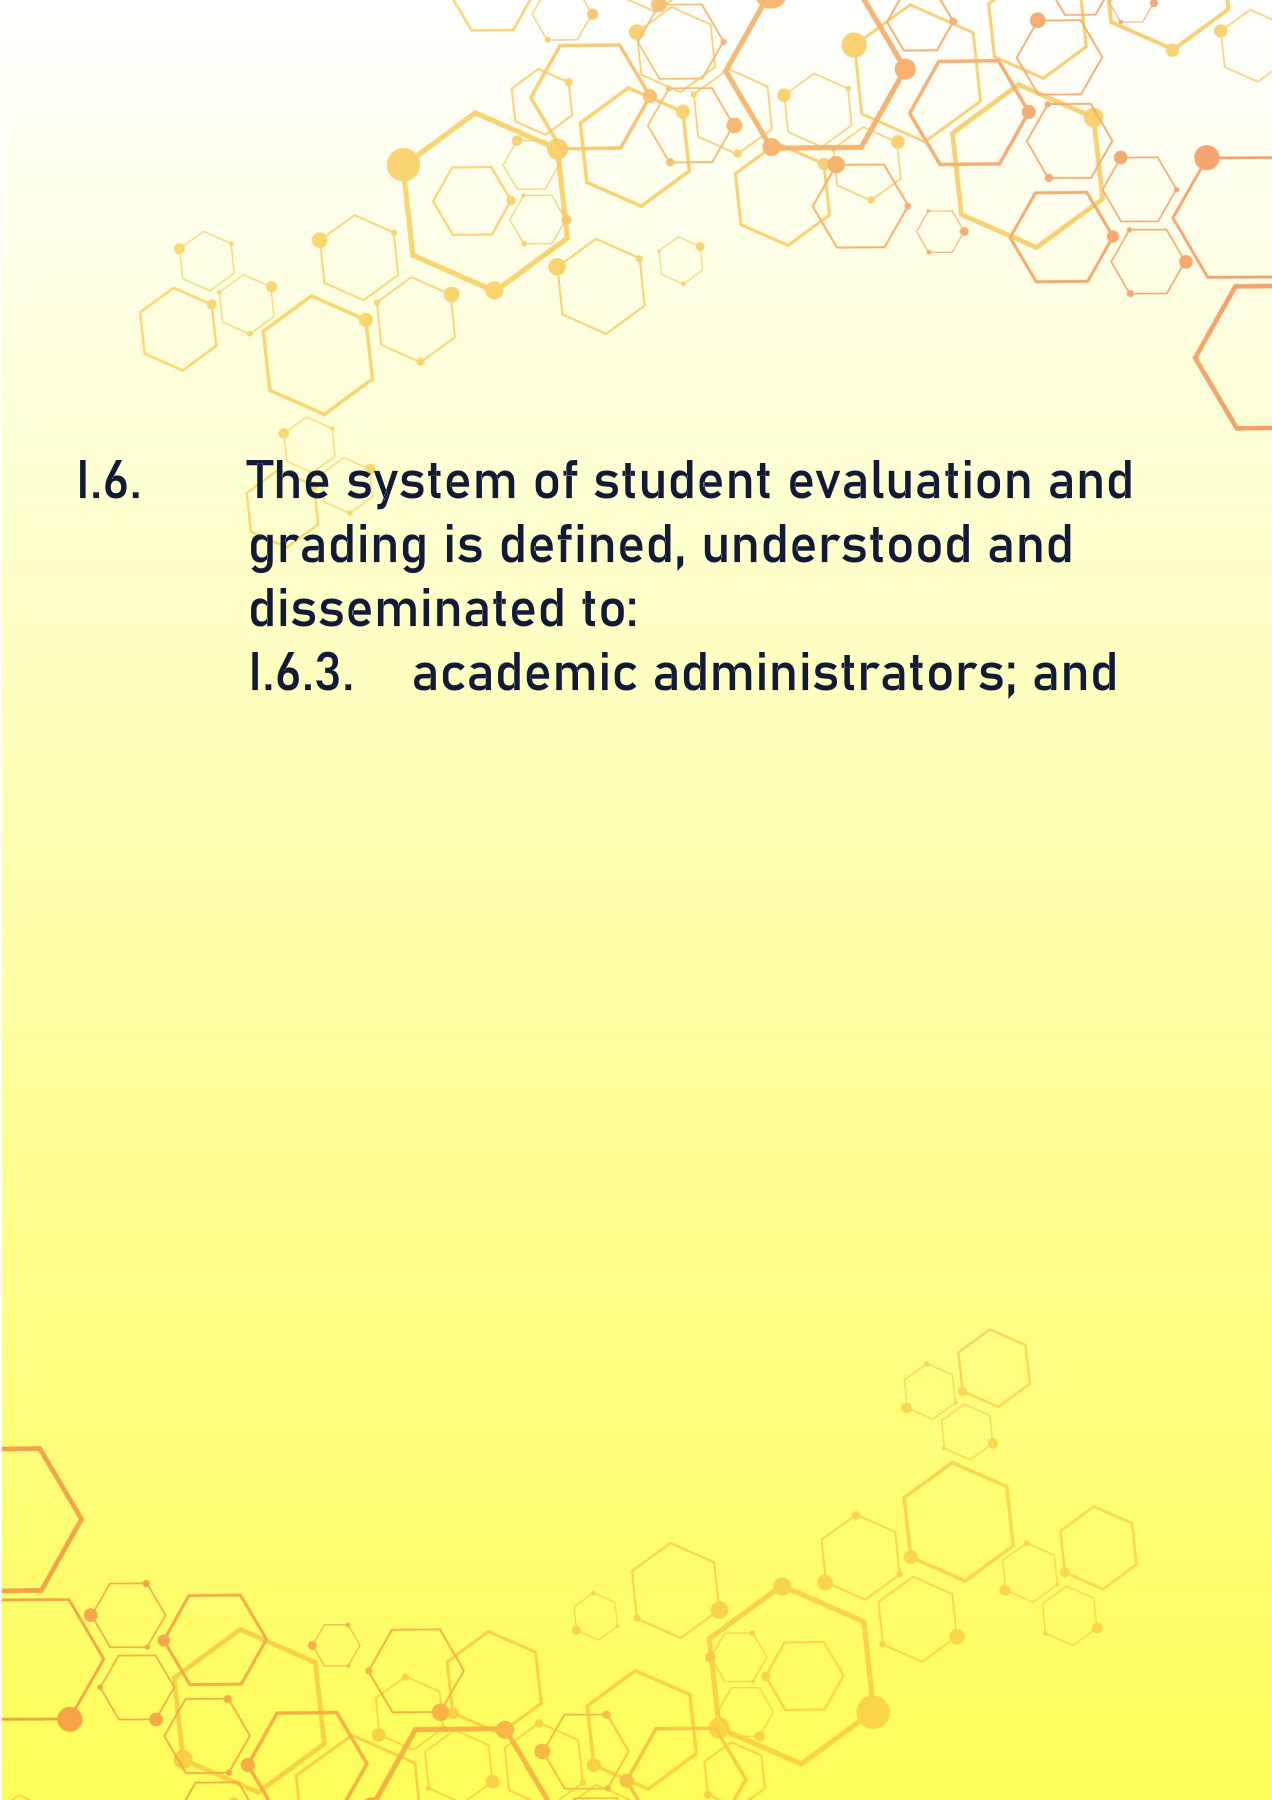 I.6. The system of student evaluation and
grading is defined, understood and
disseminated to:
I.6.3. academic administrators; and